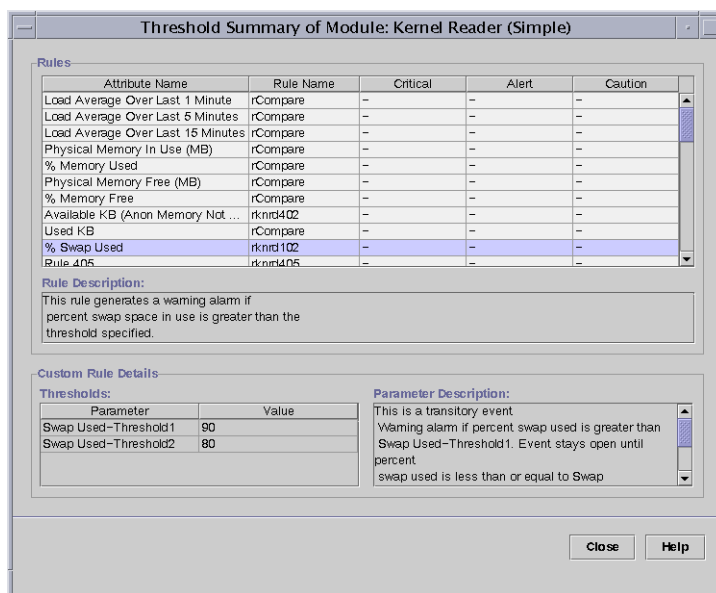 Threshold Summary of Module: Kernel Reader (Simple)
Rules
Attribute Name Rule Name Critical Alert Caution
Load Average Over Last 1 Minute rCompare – – –
Load Average Over Last 5 Minutes rCompare – – –
Load Average Over Last 15 Minutes rCompare – – –
Physical Memory In Use (MB) rCompare – – –
% Memory Used rCompare – – –
Physical Memory Free (MB) rCompare – – –
% Memory Free rCompare – – –
Available KB (Anon Memory Not ... rknrd402 – – –
Used KB rCompare – – –
% Swap Used rknrd102 – – –
Rule 405 rknrd405 – – –
Rule Description:
This rule generates a warning alarm if
percent swap space in use is greater than the
threshold specified.
Custom Rule Details
Thresholds:
Parameter Value
Swap Used–Threshold1 90
Swap Used–Threshold2 80
Parameter Description:
This is a transitory event
Warning alarm if percent swap used is greater than
Swap Used–Threshold1. Event stays open until
percent
swap used is less than or equal to Swap
Close Help